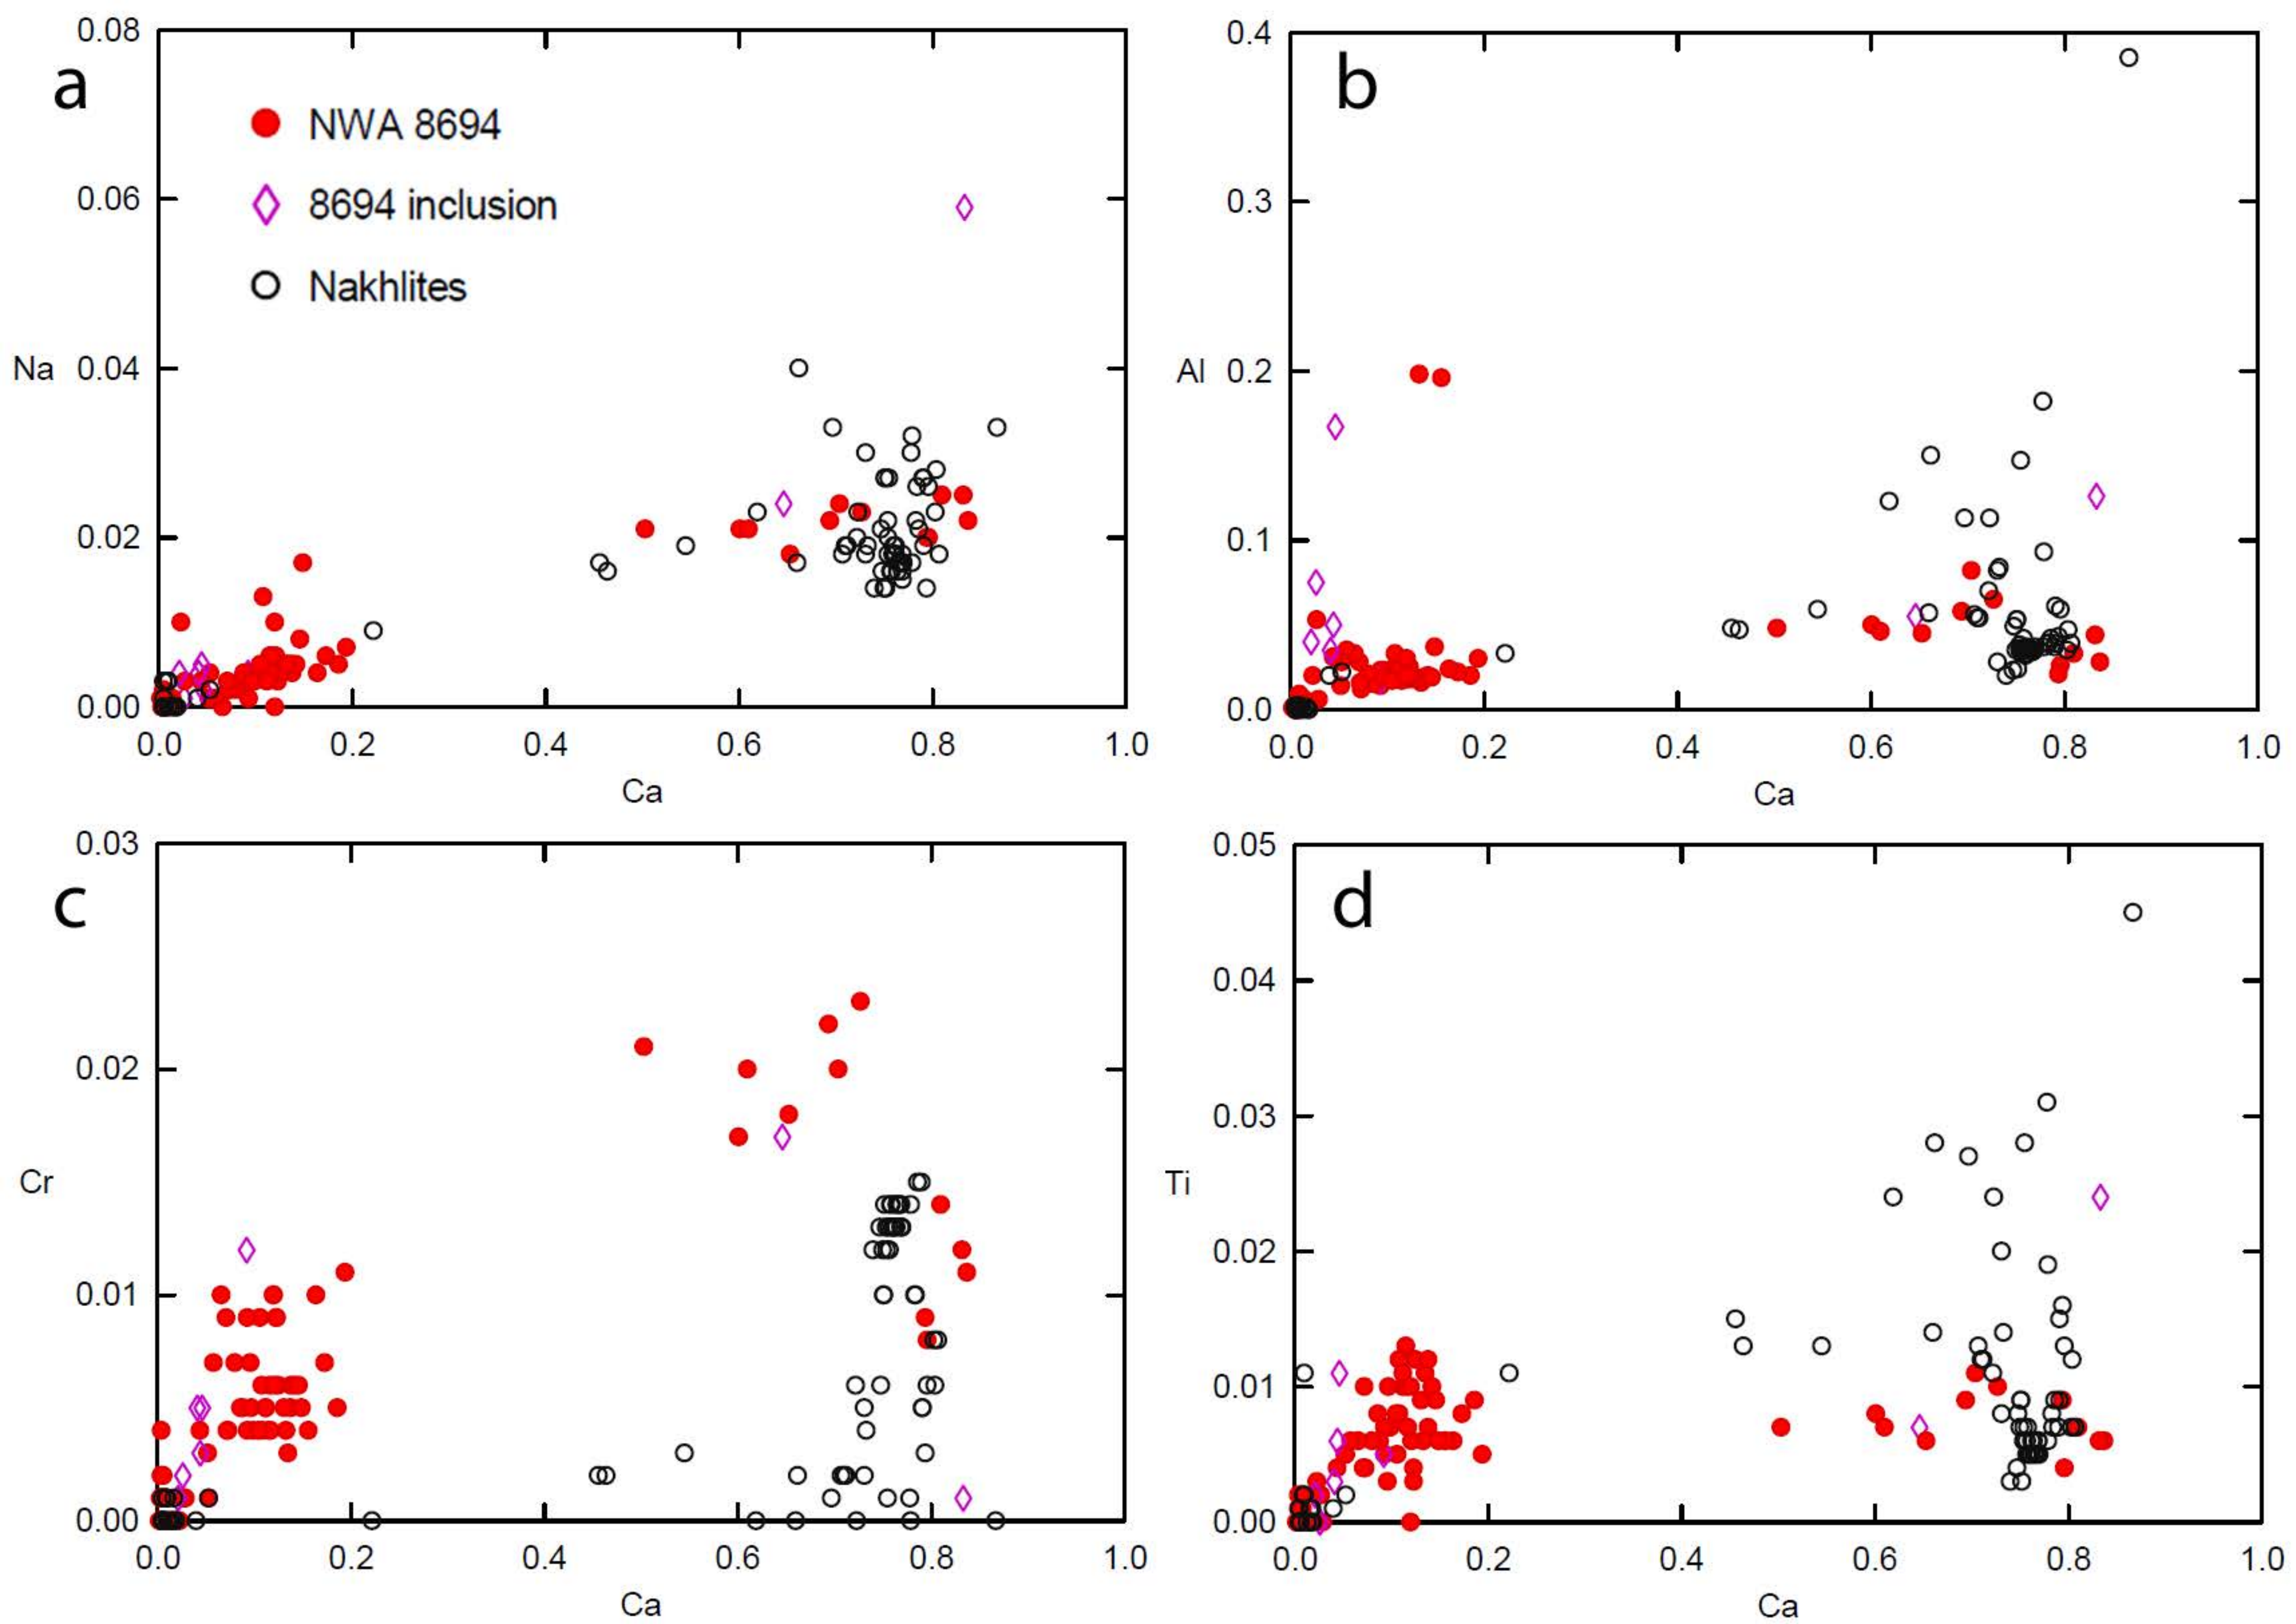 a
NWA 8694
8694 inclusion
Nakhlites
0.08
0.06
Na 0.04
0.02
0.00
0.0 0.2 0.4 0.6 0.8 1.0
Ca
b
0.4
0.3
Al 0.2
0.1
0.0
0.0 0.2 0.4 0.6 0.8 1.0
Ca
c
0.03
0.02
Cr
0.01
0.00
0.0 0.2 0.4 0.6 0.8 1.0
Ca
d
0.05
0.04
0.03
Ti
0.02
0.01
0.00
0.0 0.2 0.4 0.6 0.8 1.0
Ca